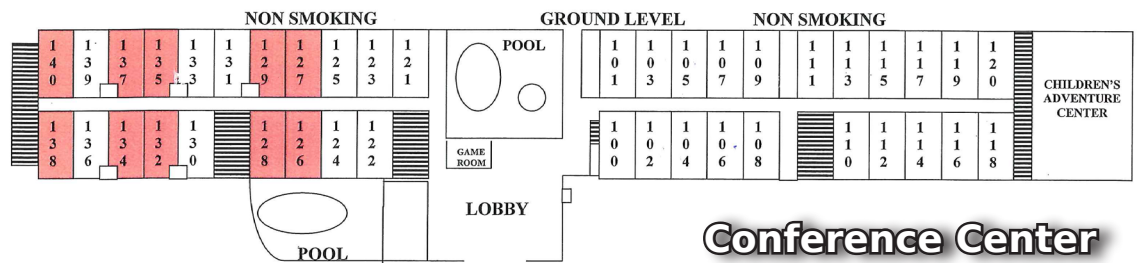 NON SMOKING GROUND LEVEL NON SMOKING
140 139 137 135 133 131 129 127 125 123 121
POOL
101 103 105 107 109 111 113 115 117 119 120
CHILDREN'S
ADVENTURE
CENTER
138 136 134 132 130 128 126 124 122
GAME
ROOM
100 102 104 106 108 110 112 114 116 118
LOBBY
POOL
Conference Center